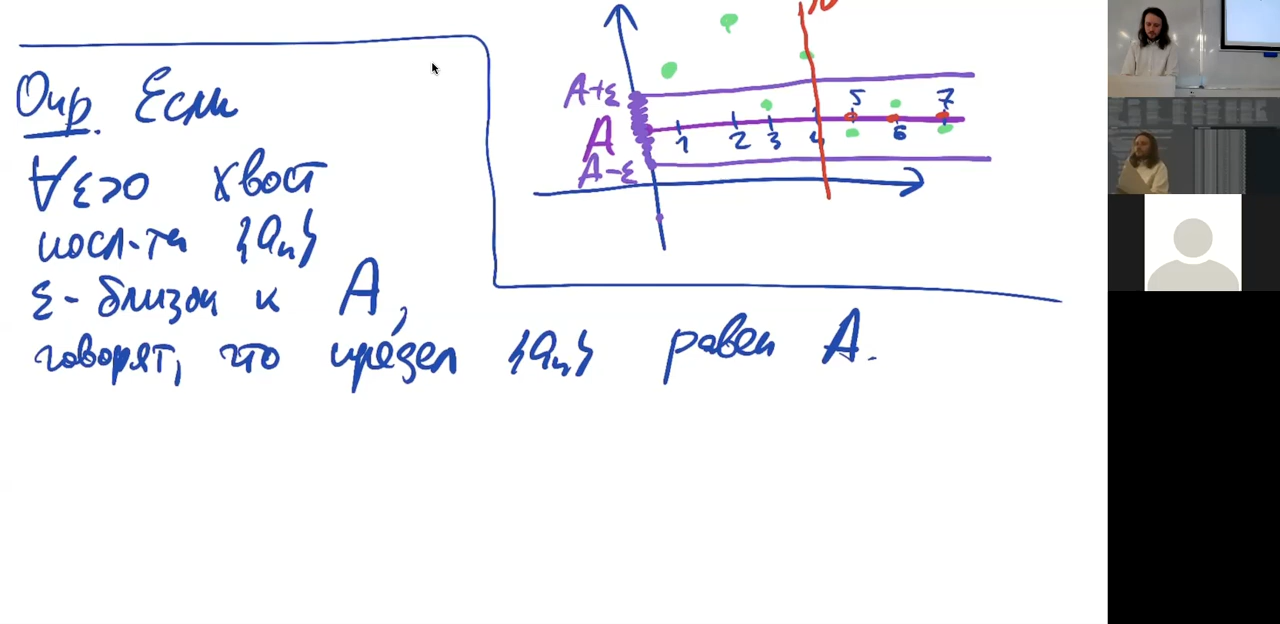 Опр. Если
∀ε>0 хвост
посл-ти {aₙ}
ε-близок к A,
говорят, что предел {aₙ} равен A.
A+ε
A
A-ε
1 2 3 4 5 6 7